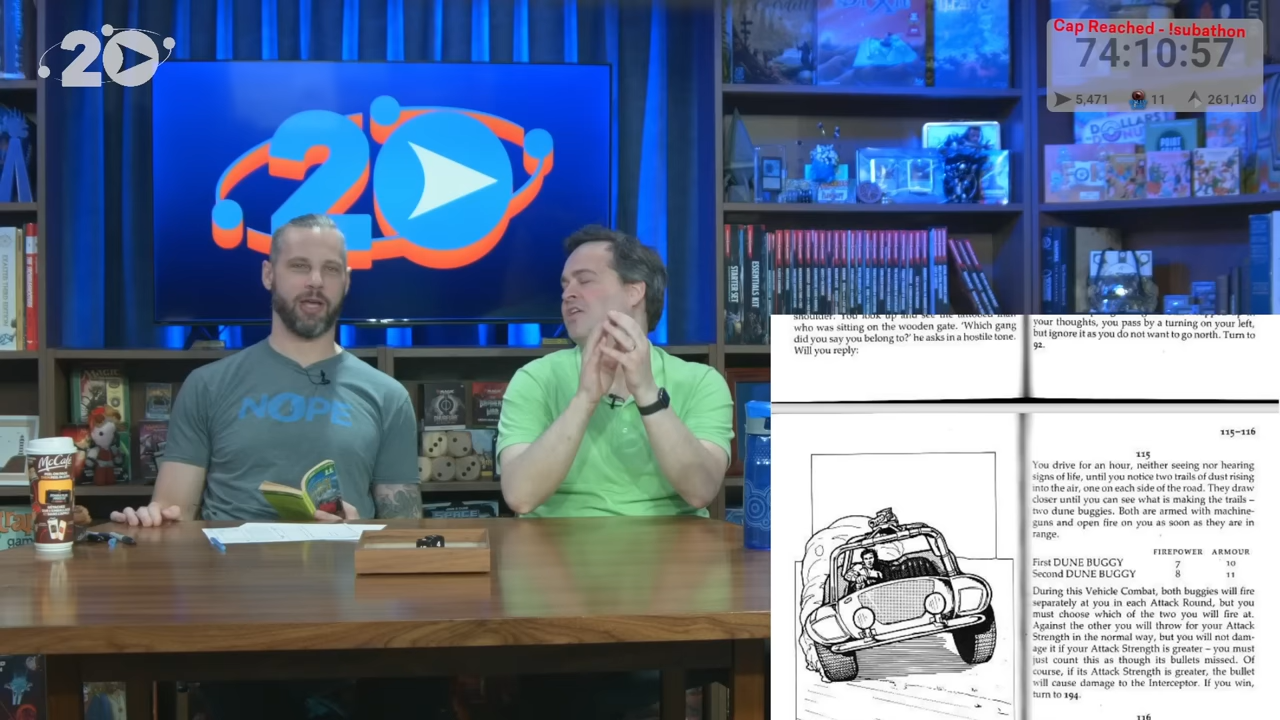 20
Cap Reached - !subathon
74:10:57
5,471 11 261,140
20
STARTER SET
ESSENTIALS KIT
MAGIC
NOPE
McCafé
SPACE
who was sitting on the wooden gate. 'Which gang
did you say you belong to?' he asks in a hostile tone.
Will you reply:
your thoughts, you pass by a turning on your left,
but ignore it as you do not want to go north. Turn to
92.
115–116
115
You drive for an hour, neither seeing nor hearing
signs of life, until you notice two trails of dust rising
into the air, one on each side of the road. They draw
closer until you can see what is making the trails –
two dune buggies. Both are armed with machine-
guns and open fire on you as soon as they are in
range.
FIREPOWER ARMOUR
First DUNE BUGGY 7 10
Second DUNE BUGGY 8 11
During this Vehicle Combat, both buggies will fire
separately at you in each Attack Round, but you
must choose which of the two you will fire at.
Against the other you will throw for your Attack
Strength in the normal way, but you will not dam-
age it if your Attack Strength is greater – you must
just count this as though its bullets missed. Of
course, if its Attack Strength is greater, the bullet
will cause damage to the Interceptor. If you win,
turn to 194.
116